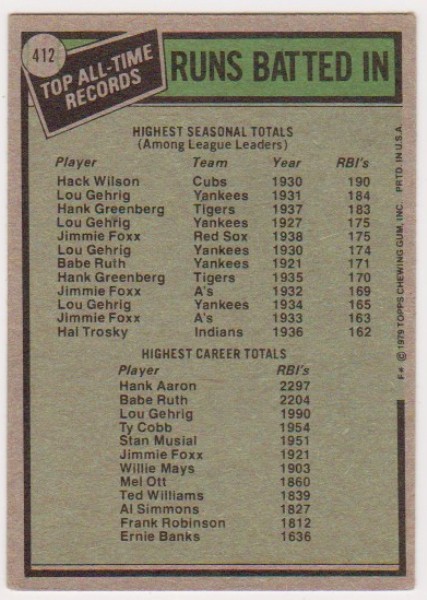 412
TOP ALL-TIME
RECORDS
RUNS BATTED IN
HIGHEST SEASONAL TOTALS
(Among League Leaders)
Player Team Year RBI's
Hack Wilson Cubs 1930 190
Lou Gehrig Yankees 1931 184
Hank Greenberg Tigers 1937 183
Lou Gehrig Yankees 1927 175
Jimmie Foxx Red Sox 1938 175
Lou Gehrig Yankees 1930 174
Babe Ruth Yankees 1921 171
Hank Greenberg Tigers 1935 170
Jimmie Foxx A's 1932 169
Lou Gehrig Yankees 1934 165
Jimmie Foxx A's 1933 163
Hal Trosky Indians 1936 162
HIGHEST CAREER TOTALS
Player RBI's
Hank Aaron 2297
Babe Ruth 2204
Lou Gehrig 1990
Ty Cobb 1954
Stan Musial 1951
Jimmie Foxx 1921
Willie Mays 1903
Mel Ott 1860
Ted Williams 1839
Al Simmons 1827
Frank Robinson 1812
Ernie Banks 1636
F* © 1979 TOPPS CHEWING GUM, INC. PRTD. IN U.S.A.